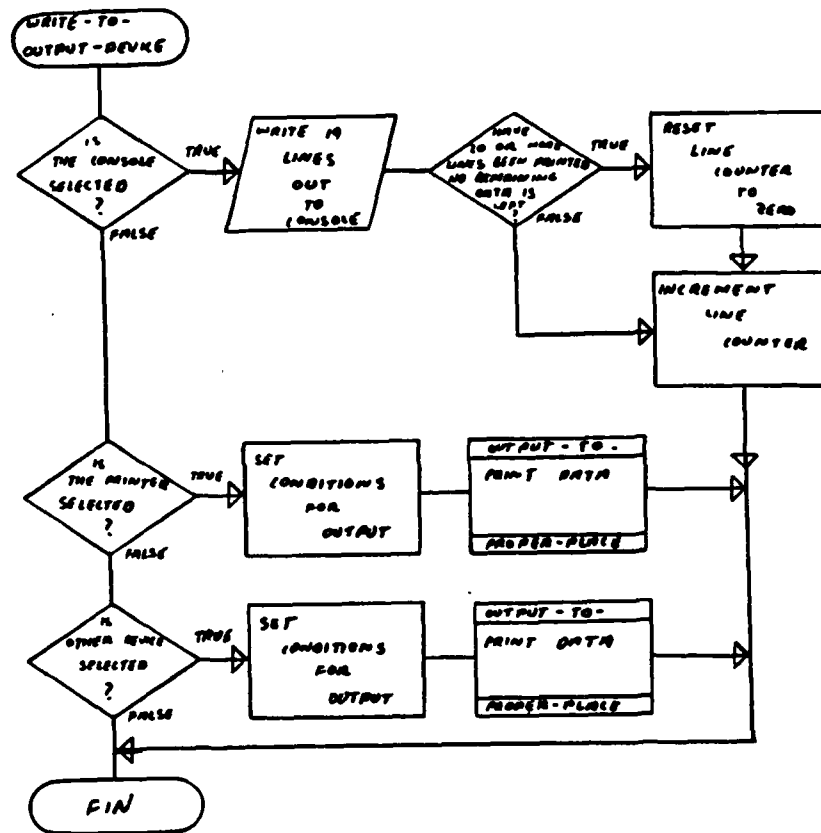 WRITE-TO-
OUTPUT-DEVICE
IS
THE CONSOLE
SELECTED
?
TRUE
FALSE
WRITE 19
LINES
OUT
TO
CONSOLE
HAVE
20 OR MORE
LINES BEEN PRINTED
NO REMAINING
DATA IS
LEFT
?
TRUE
FALSE
RESET
LINE
COUNTER
TO
ZERO
INCREMENT
LINE
COUNTER
IS
THE PRINTER
SELECTED
?
TRUE
FALSE
SET
CONDITIONS
FOR
OUTPUT
OUTPUT-TO-
PRINT DATA
PROPER-PLACE
IS
OTHER DEVICE
SELECTED
?
TRUE
FALSE
SET
CONDITIONS
FOR
OUTPUT
OUTPUT-TO-
PRINT DATA
PROPER-PLACE
FIN